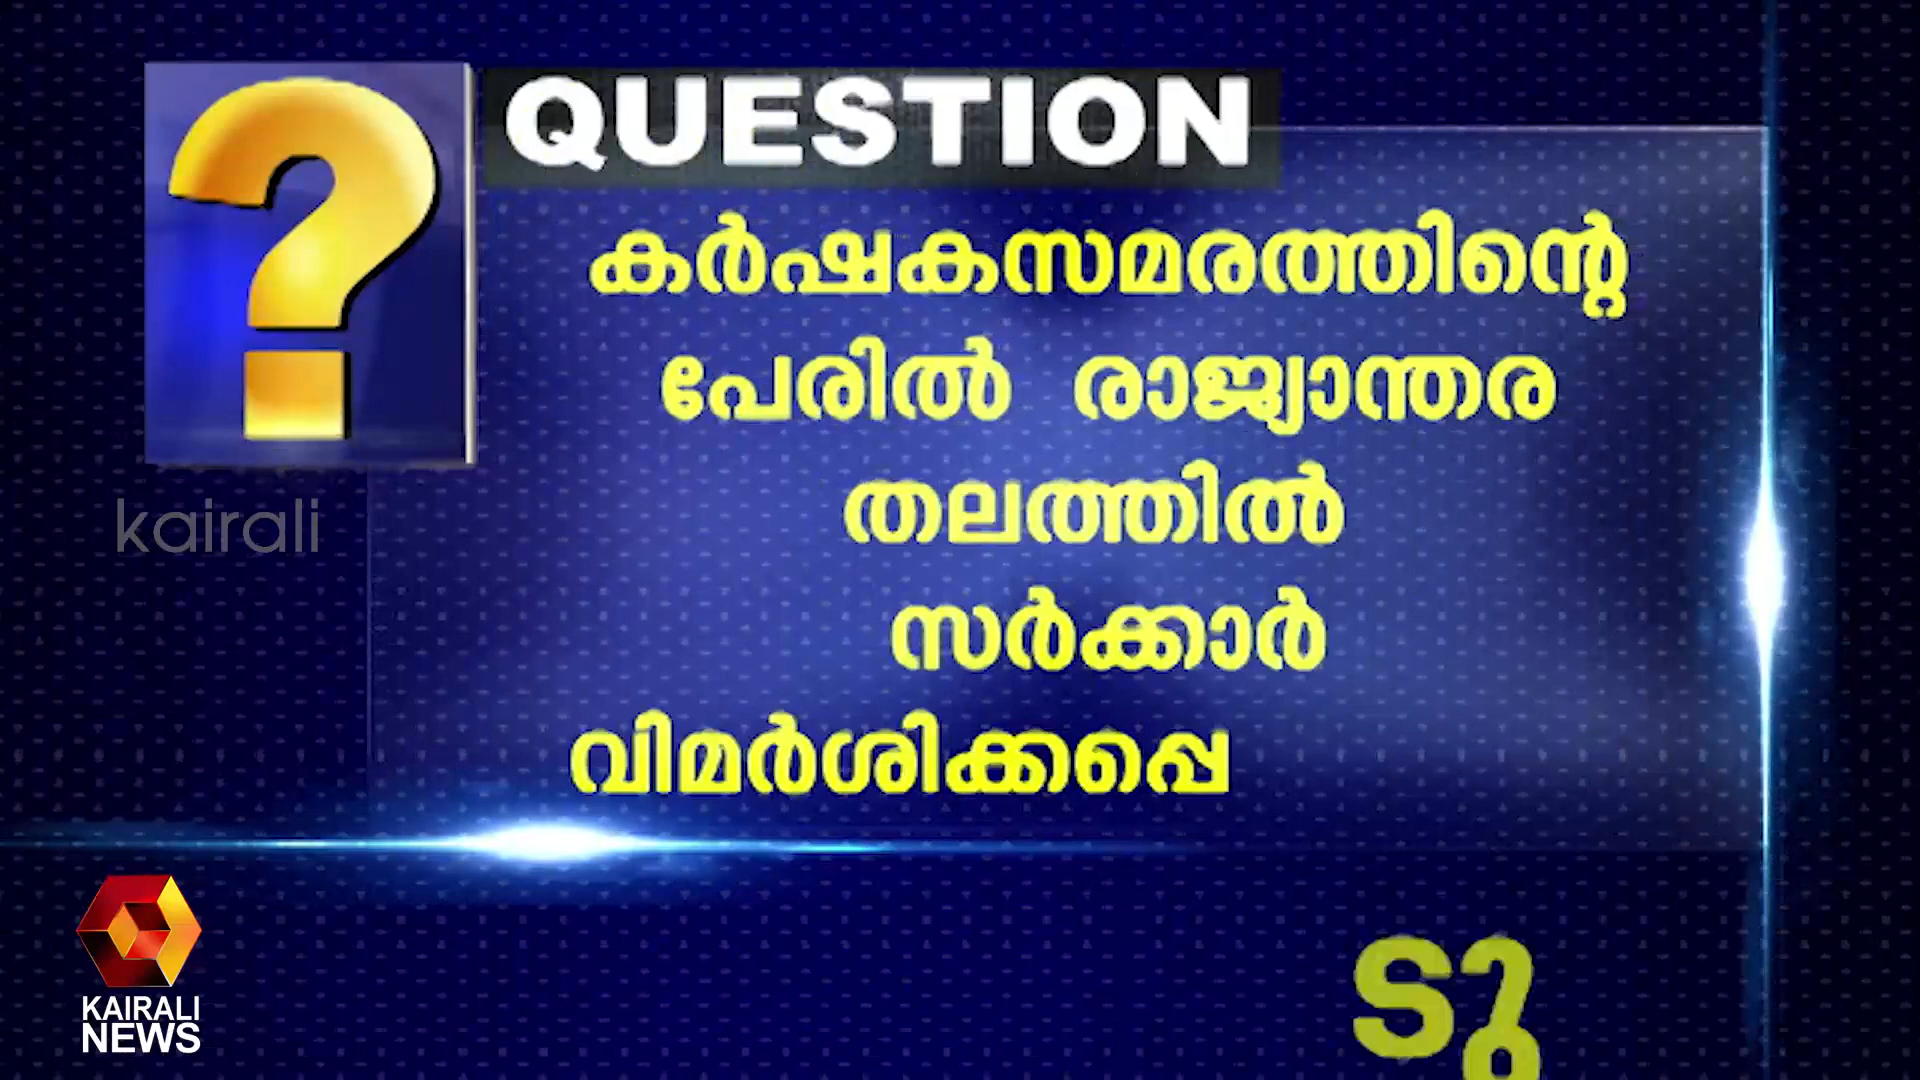 QUESTION
കർഷകസമരത്തിന്റെ
പേരിൽ രാജ്യാന്തര
തലത്തിൽ
സർക്കാർ
വിമർശിക്കപ്പെ
ടു
kairali
KAIRALI
NEWS